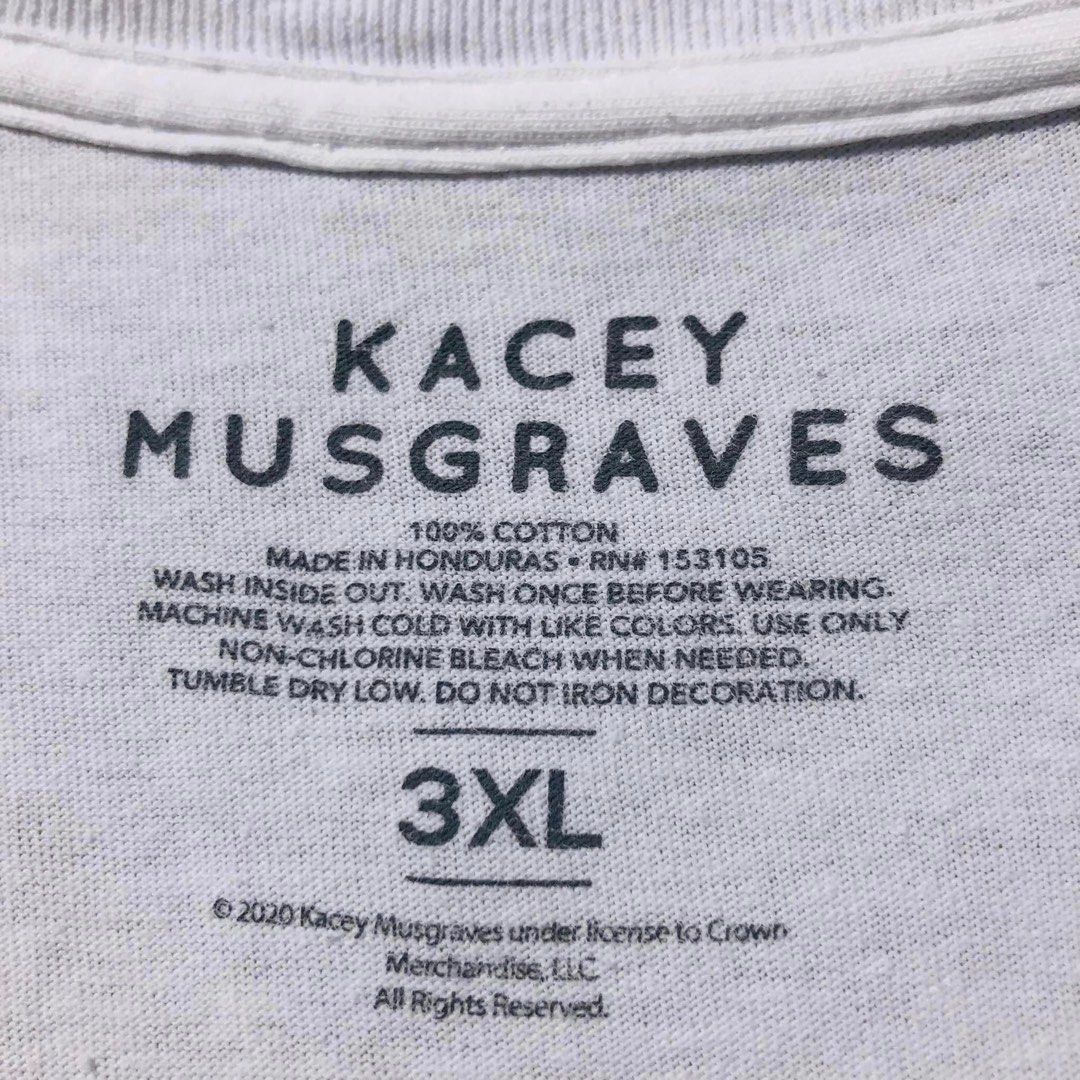 KACEY
MUSGRAVES
100% COTTON
MADE IN HONDURAS • RN# 153105
WASH INSIDE OUT. WASH ONCE BEFORE WEARING.
MACHINE WASH COLD WITH LIKE COLORS. USE ONLY
NON-CHLORINE BLEACH WHEN NEEDED.
TUMBLE DRY LOW. DO NOT IRON DECORATION.
3XL
© 2020 Kacey Musgraves under license to Crown
Merchandise, LLC
All Rights Reserved.